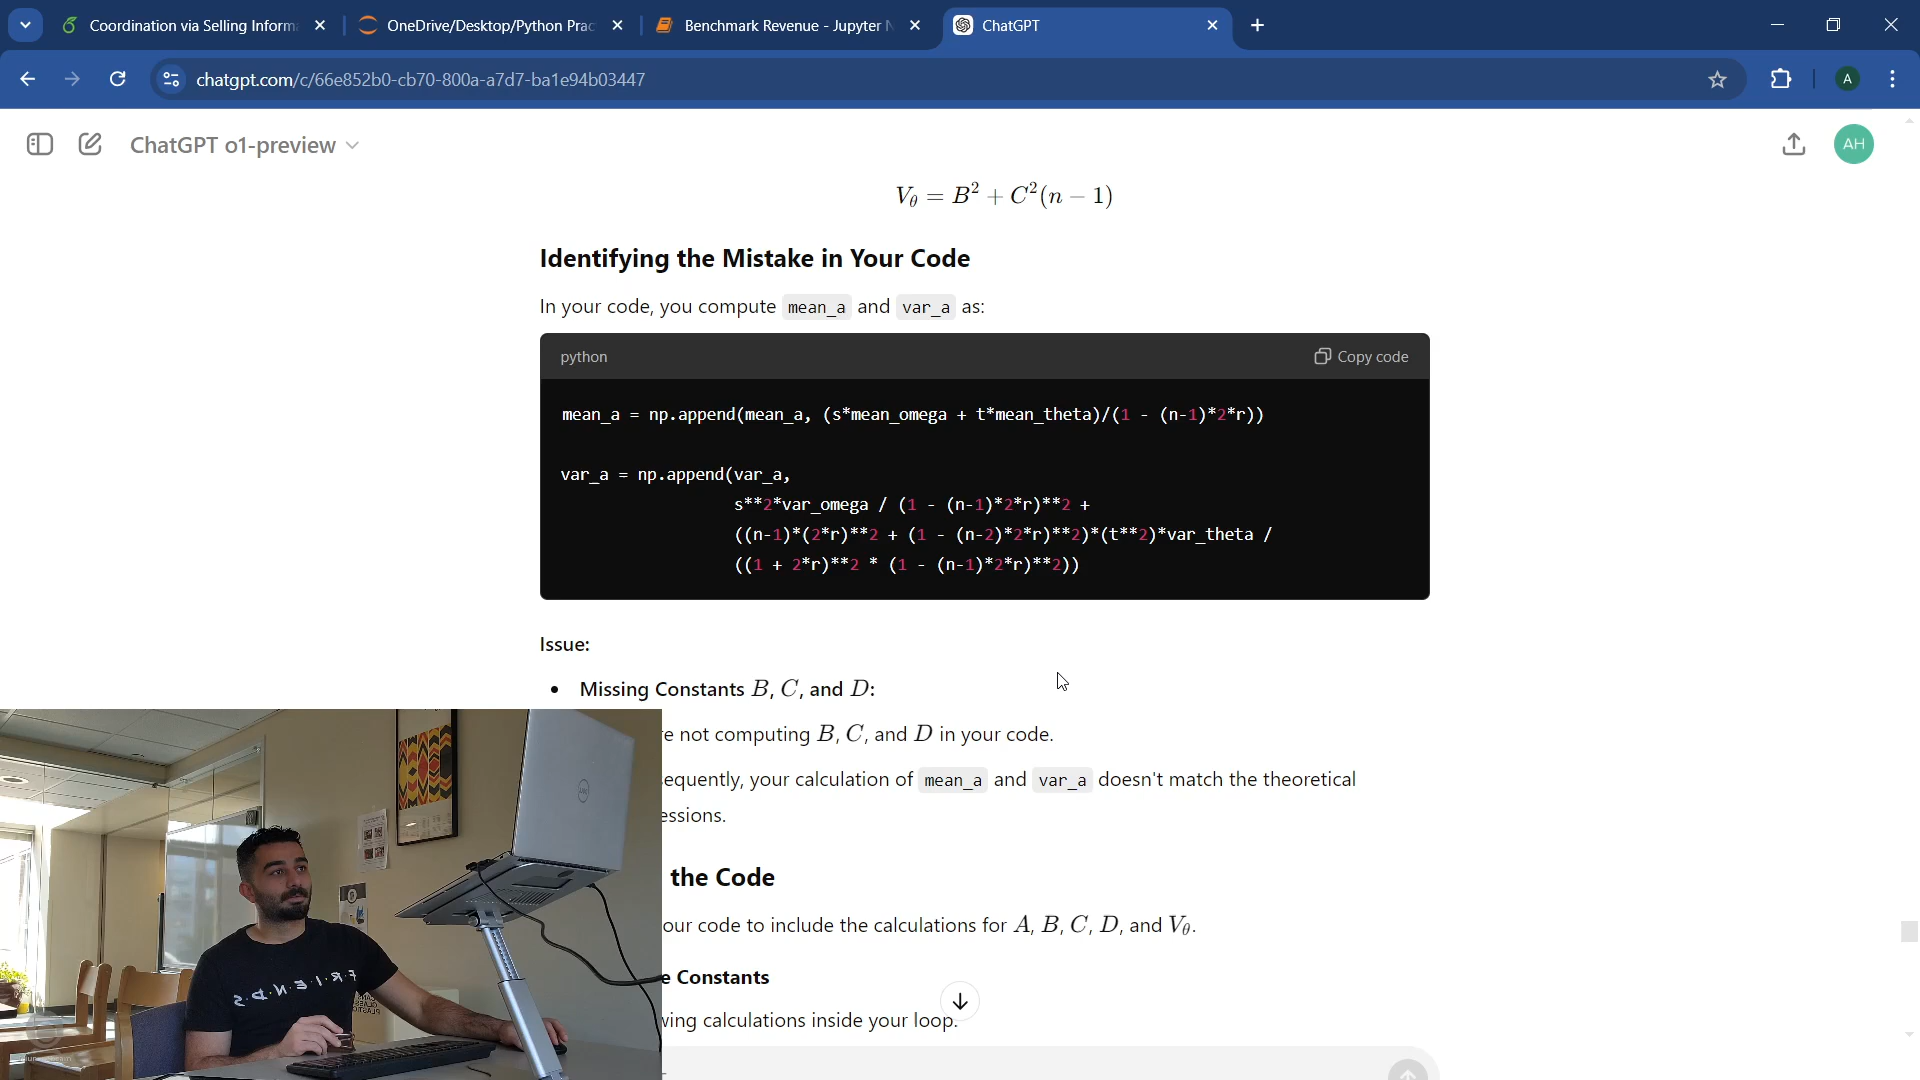 Coordination via Selling Informa
OneDrive/Desktop/Python Prac
Benchmark Revenue - Jupyter N
ChatGPT
chatgpt.com/c/66e852b0-cb70-800a-a7d7-ba1e94b03447
A
ChatGPT o1-preview
AH
V_θ = B² + C²(n − 1)
Identifying the Mistake in Your Code
In your code, you compute mean_a and var_a as:
python
Copy code
mean_a = np.append(mean_a, (s*mean_omega + t*mean_theta)/(1 - (n-1)*2*r))
var_a = np.append(var_a,
s**2*var_omega / (1 - (n-1)*2*r)**2 +
((n-1)*(2*r)**2 + (1 - (n-2)*2*r)**2)*(t**2)*var_theta /
((1 + 2*r)**2 * (1 - (n-1)*2*r)**2))
Issue:
• Missing Constants B, C, and D:
e not computing B, C, and D in your code.
sequently, your calculation of mean_a and var_a doesn't match the theoretical
essions.
the Code
our code to include the calculations for A, B, C, D, and V_θ.
e Constants
wing calculations inside your loop.
F·R·I·E·N·D·S